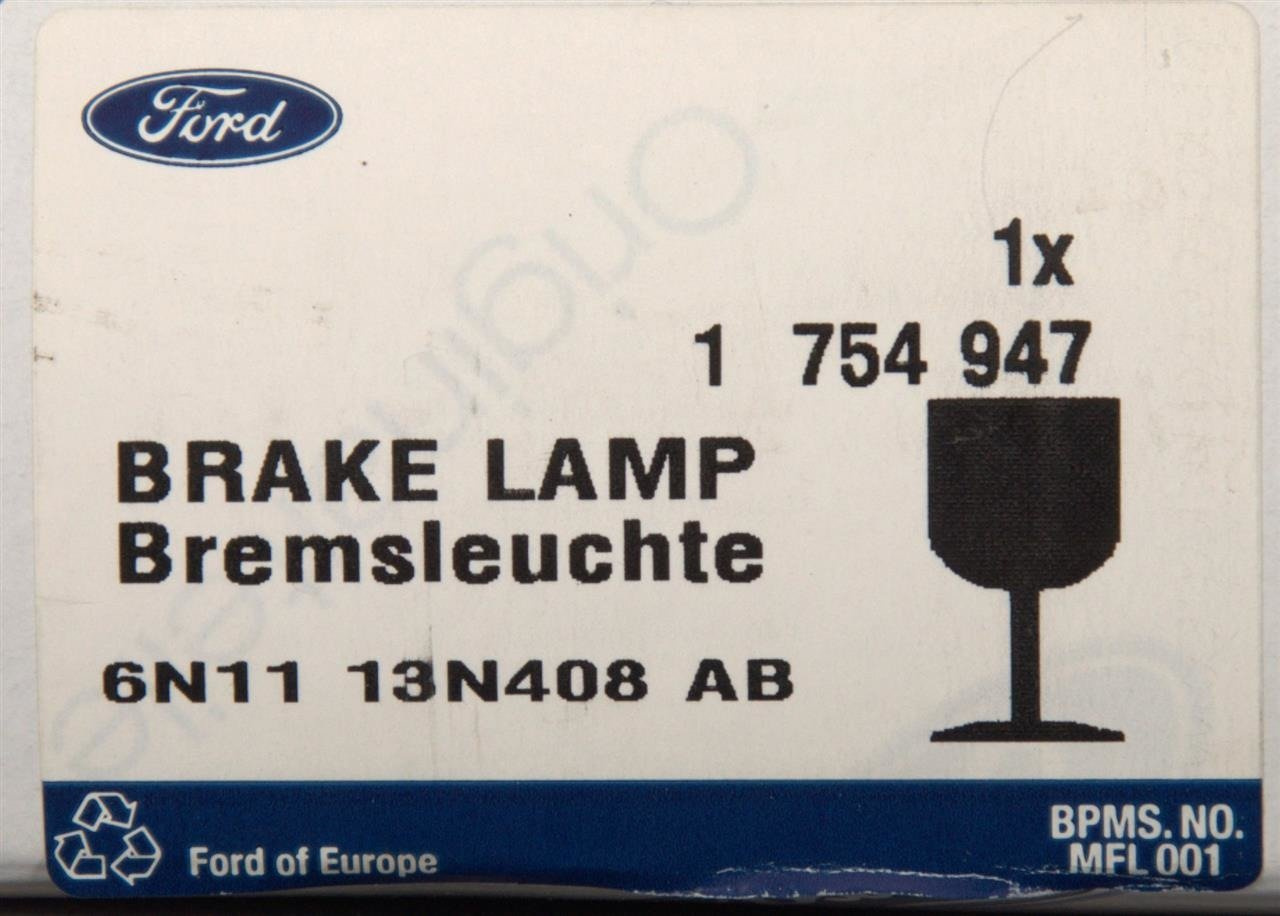 Ford
1x
1 754 947
BRAKE LAMP
Bremsleuchte
6N11 13N408 AB
Ford of Europe
BPMS. NO.
MFL 001